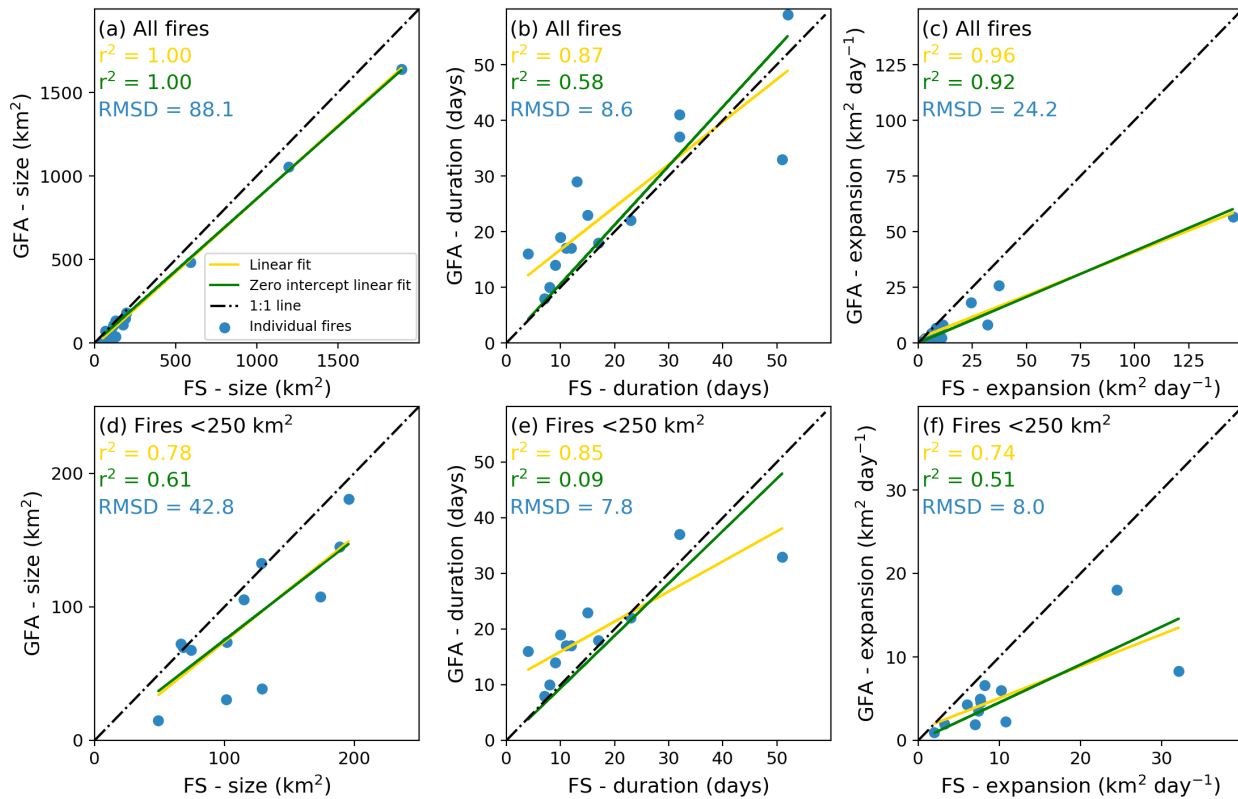 (a) All fires
r² = 1.00
r² = 1.00
RMSD = 88.1
GFA - size (km²)
1500
1000
500
0
Linear fit
Zero intercept linear fit
1:1 line
Individual fires
0 500 1000 1500
FS - size (km²)
(b) All fires
r² = 0.87
r² = 0.58
RMSD = 8.6
GFA - duration (days)
50
40
30
20
10
0
0 10 20 30 40 50
FS - duration (days)
(c) All fires
r² = 0.96
r² = 0.92
RMSD = 24.2
GFA - expansion (km² day⁻¹)
125
100
75
50
25
0
0 25 50 75 100 125
FS - expansion (km² day⁻¹)
(d) Fires <250 km²
r² = 0.78
r² = 0.61
RMSD = 42.8
GFA - size (km²)
200
100
0
0 100 200
FS - size (km²)
(e) Fires <250 km²
r² = 0.85
r² = 0.09
RMSD = 7.8
GFA - duration (days)
50
40
30
20
10
0
0 10 20 30 40 50
FS - duration (days)
(f) Fires <250 km²
r² = 0.74
r² = 0.51
RMSD = 8.0
GFA - expansion (km² day⁻¹)
30
20
10
0
0 10 20 30
FS - expansion (km² day⁻¹)